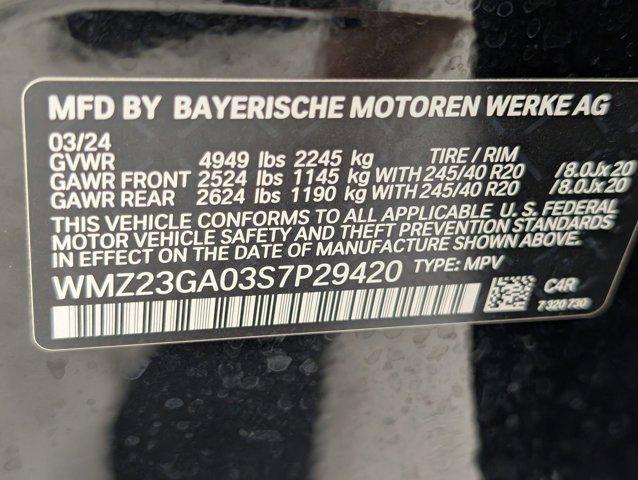 MFD BY BAYERISCHE MOTOREN WERKE AG
03/24
GVWR 4949 lbs 2245 kg TIRE / RIM
GAWR FRONT 2524 lbs 1145 kg WITH 245/40 R20 /8.0Jx20
GAWR REAR 2624 lbs 1190 kg WITH 245/40 R20 /8.0Jx20
THIS VEHICLE CONFORMS TO ALL APPLICABLE U. S. FEDERAL
MOTOR VEHICLE SAFETY AND THEFT PREVENTION STANDARDS
IN EFFECT ON THE DATE OF MANUFACTURE SHOWN ABOVE.
WMZ23GA03S7P29420 TYPE: MPV
C4R
7 320 730